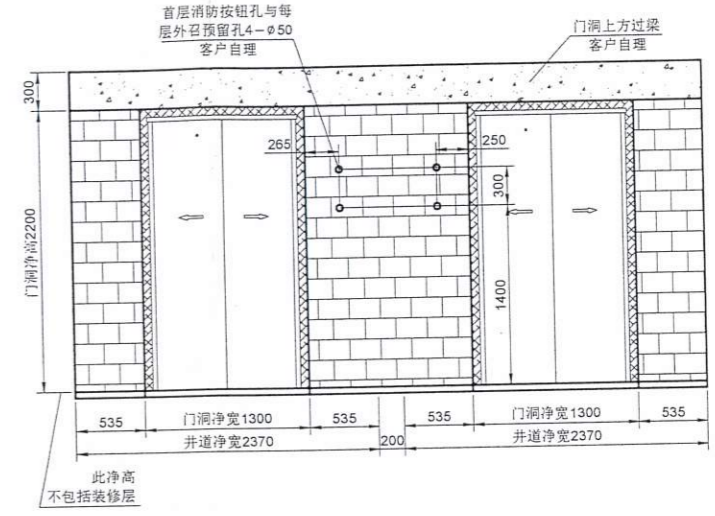 首层消防按钮孔与每
层外召预留孔4-ø50
客户自理
门洞上方过梁
客户自理
300
265
250
300
门洞净高2200
1400
535
门洞净宽1300
535
535
门洞净宽1300
535
井道净宽2370
200
井道净宽2370
此净高
不包括装修层